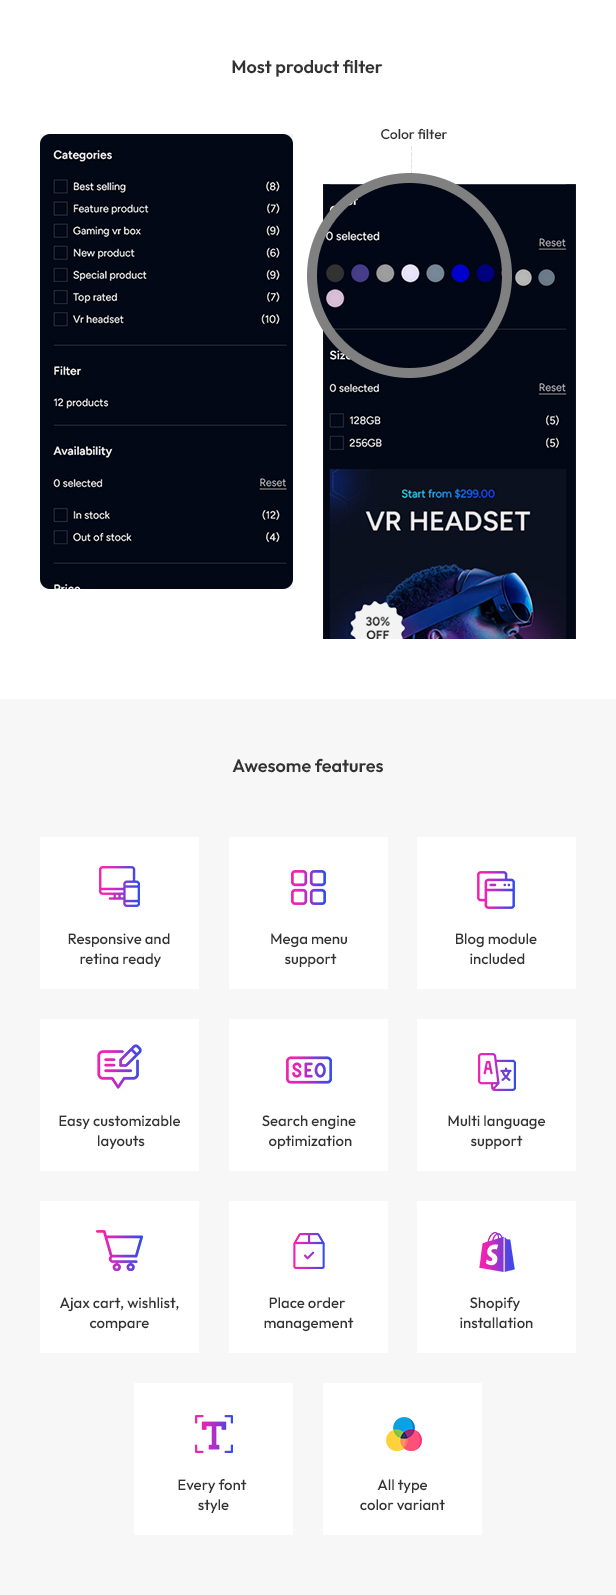 Most product filter
Categories
Best selling (8)
Feature product (7)
Gaming vr box (9)
New product (6)
Special product (9)
Top rated (7)
Vr headset (10)
Filter
12 products
Availability
0 selected Reset
In stock (12)
Out of stock (4)
Color filter
0 selected
Reset
0 selected Reset
128GB (5)
256GB (5)
Start from $299.00
VR HEADSET
30%
OFF
Awesome features
Responsive and
retina ready
Mega menu
support
Blog module
included
Easy customizable
layouts
SEO
Search engine
optimization
A 文
Multi language
support
Ajax cart, wishlist,
compare
Place order
management
S
Shopify
installation
T
Every font
style
All type
color variant